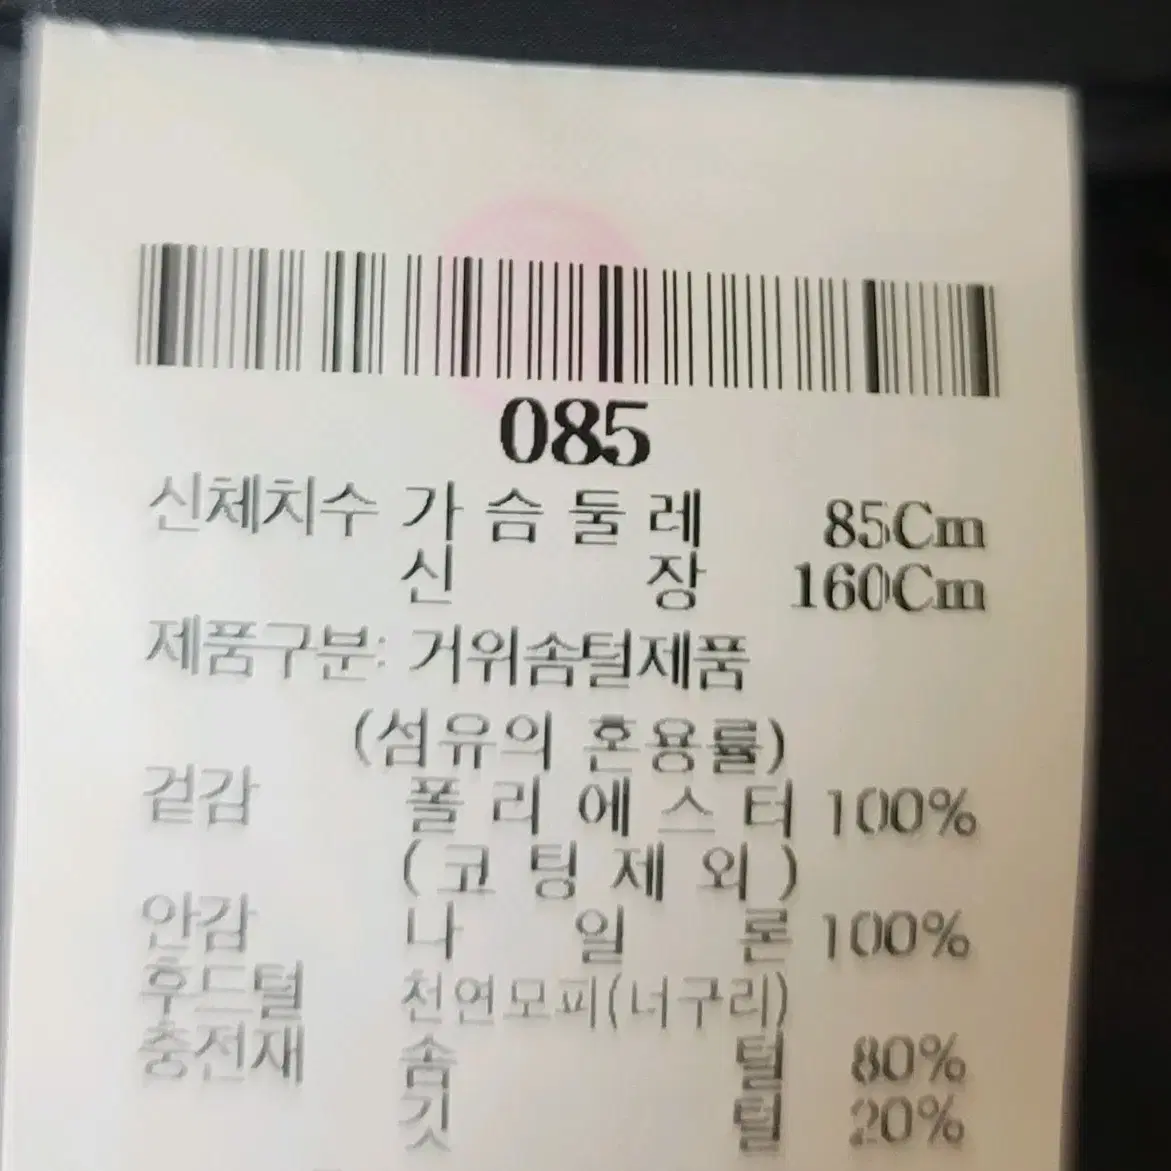 085
신체치수 가슴둘레 85Cm
신장 160Cm
제품구분: 거위솜털제품
(섬유의 혼용률)
겉감 폴리에스터 100%
(코팅제외)
안감 나일론 100%
후드털 천연모피(너구리)
충전재 솜털 80%
깃털 20%